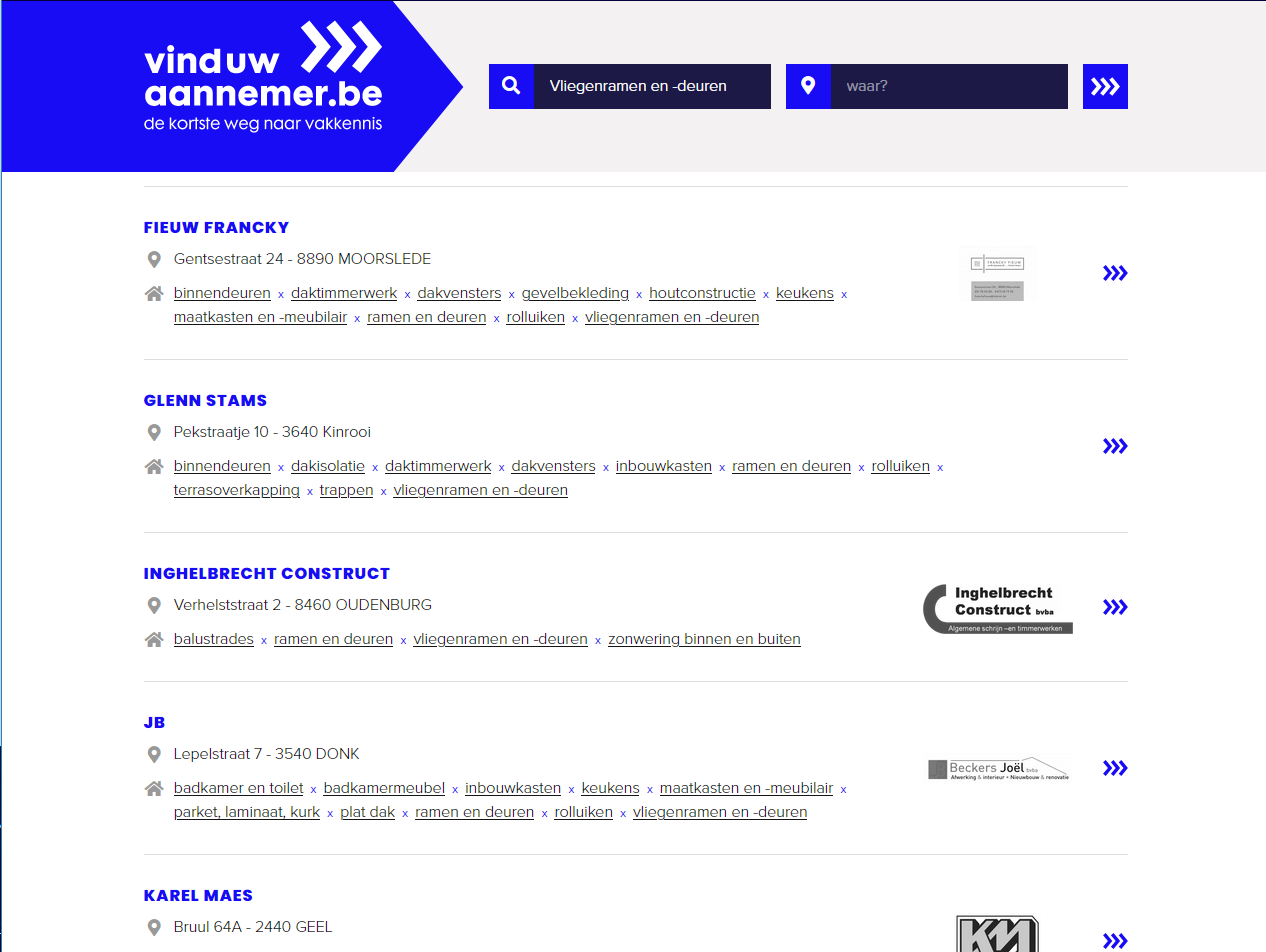 vind uw
aannemer.be
de kortste weg naar vakkennis
Vliegenramen en -deuren
waar?
FIEUW FRANCKY
Gentsestraat 24 - 8890 MOORSLEDE
binnendeuren x daktimmerwerk x dakvensters x gevelbekleding x houtconstructie x keukens x
maatkasten en -meubilair x ramen en deuren x rolluiken x vliegenramen en -deuren
FRANCKY FIEUW
GLENN STAMS
Pekstraatje 10 - 3640 Kinrooi
binnendeuren x dakisolatie x daktimmerwerk x dakvensters x inbouwkasten x ramen en deuren x rolluiken x
terrasoverkapping x trappen x vliegenramen en -deuren
INGHELBRECHT CONSTRUCT
Verhelststraat 2 - 8460 OUDENBURG
balustrades x ramen en deuren x vliegenramen en -deuren x zonwering binnen en buiten
Inghelbrecht
Construct bvba
Algemene schrijn -en timmerwerken
JB
Lepelstraat 7 - 3540 DONK
badkamer en toilet x badkamermeubel x inbouwkasten x keukens x maatkasten en -meubilair x
parket, laminaat, kurk x plat dak x ramen en deuren x rolluiken x vliegenramen en -deuren
Beckers Joël bvba
Afwerking & interieur • Nieuwbouw & renovatie
KAREL MAES
Bruul 64A - 2440 GEEL
KM